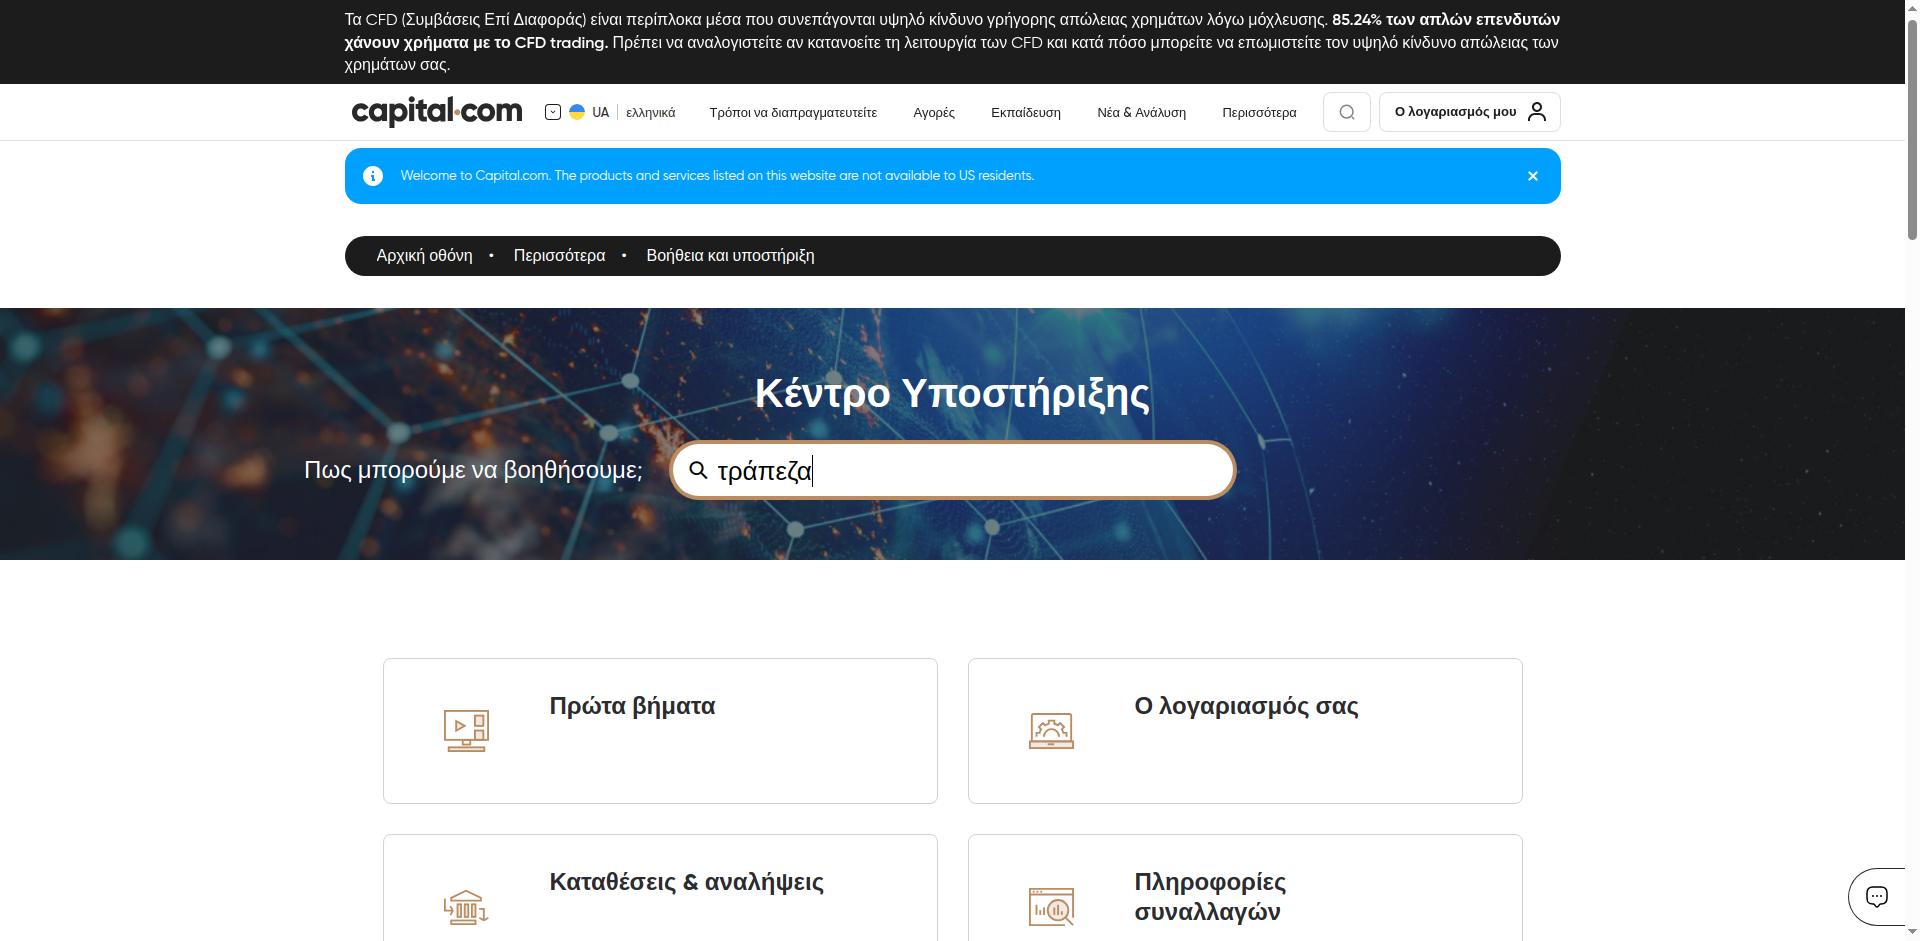 Τα CFD (Συμβάσεις Επί Διαφοράς) είναι περίπλοκα μέσα που συνεπάγονται υψηλό κίνδυνο γρήγορης απώλειας χρημάτων λόγω μόχλευσης. 85.24% των απλών επενδυτών
χάνουν χρήματα με το CFD trading. Πρέπει να αναλογιστείτε αν κατανοείτε τη λειτουργία των CFD και κατά πόσο μπορείτε να επωμιστείτε τον υψηλό κίνδυνο απώλειας των
χρημάτων σας.
capital.com UA ελληνικά Τρόποι να διαπραγματευτείτε Αγορές Εκπαίδευση Νέα & Ανάλυση Περισσότερα Ο λογαριασμός μου
Welcome to Capital.com. The products and services listed on this website are not available to US residents.
Αρχική οθόνη • Περισσότερα • Βοήθεια και υποστήριξη
Κέντρο Υποστήριξης
Πως μπορούμε να βοηθήσουμε; τράπεζα
Πρώτα βήματα
Ο λογαριασμός σας
Καταθέσεις & αναλήψεις
Πληροφορίες
συναλλαγών